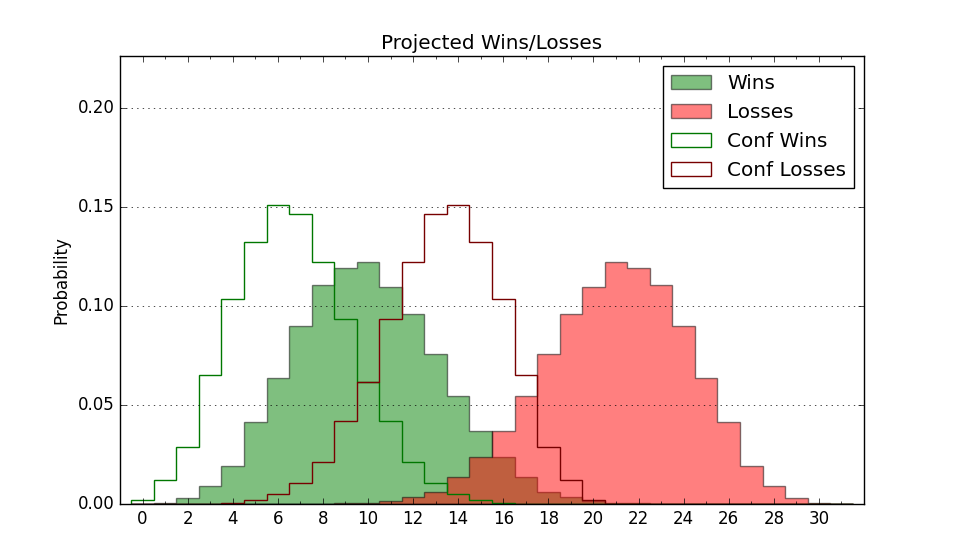 Projected Wins/Losses
Wins
Losses
Conf Wins
Conf Losses
Probability
0.20
0.15
0.10
0.05
0.00
0 2 4 6 8 10 12 14 16 18 20 22 24 26 28 30